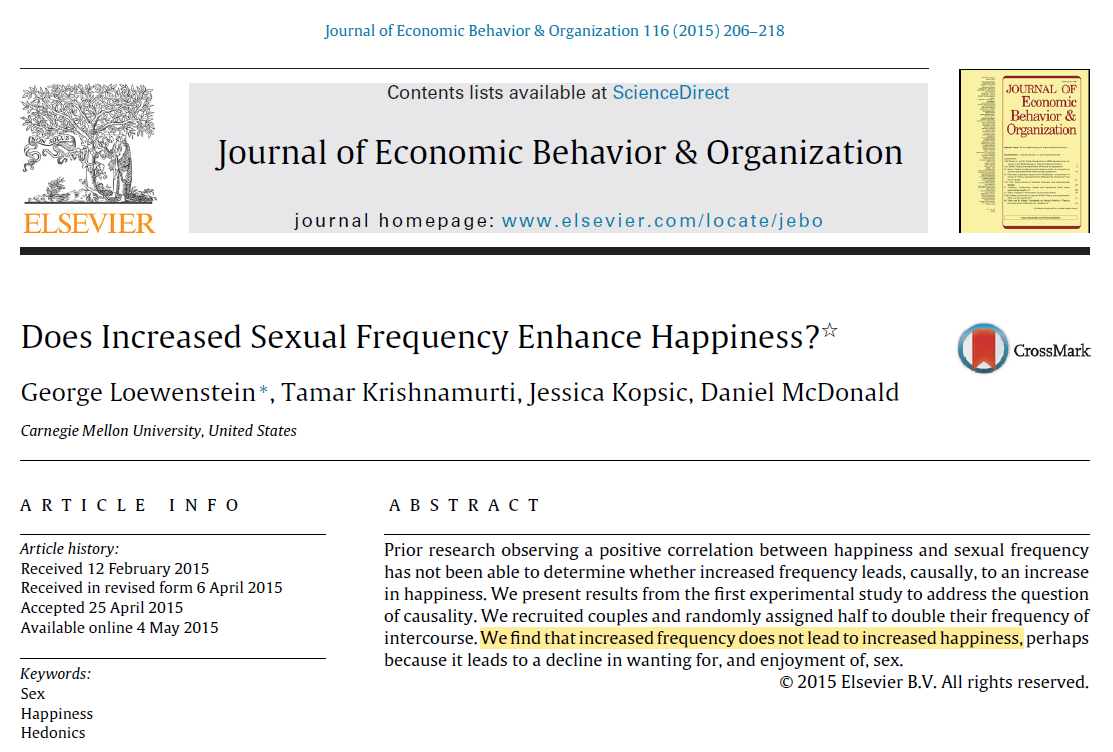 Journal of Economic Behavior & Organization 116 (2015) 206–218
Contents lists available at ScienceDirect
Journal of Economic Behavior & Organization
journal homepage: www.elsevier.com/locate/jebo
ELSEVIER
JOURNAL OF
Economic
Behavior &
Organization
Does Increased Sexual Frequency Enhance Happiness?☆
CrossMark
George Loewenstein*, Tamar Krishnamurti, Jessica Kopsic, Daniel McDonald
Carnegie Mellon University, United States
ARTICLE INFO
Article history:
Received 12 February 2015
Received in revised form 6 April 2015
Accepted 25 April 2015
Available online 4 May 2015
Keywords:
Sex
Happiness
Hedonics
ABSTRACT
Prior research observing a positive correlation between happiness and sexual frequency
has not been able to determine whether increased frequency leads, causally, to an increase
in happiness. We present results from the first experimental study to address the question
of causality. We recruited couples and randomly assigned half to double their frequency of
intercourse. We find that increased frequency does not lead to increased happiness, perhaps
because it leads to a decline in wanting for, and enjoyment of, sex.
© 2015 Elsevier B.V. All rights reserved.